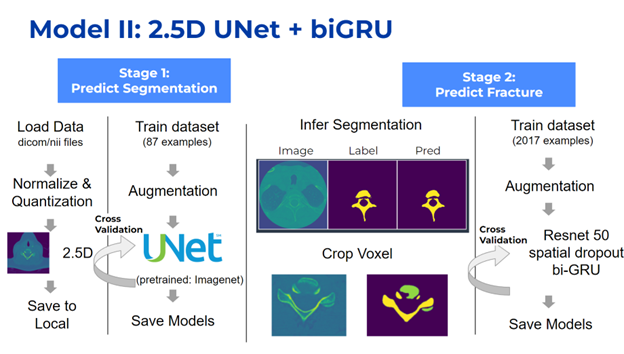 Model II: 2.5D UNet + biGRU
Stage 1:
Predict Segmentation
Load Data
dicom/nii files
Normalize &
Quantization
2.5D
Save to
Local
Train dataset
(87 examples)
Augmentation
Cross
Validation
UNet
(pretrained: Imagenet)
Save Models
Infer Segmentation
Image Label Pred
Crop Voxel
Stage 2:
Predict Fracture
Train dataset
(2017 examples)
Augmentation
Cross
Validation
Resnet 50
spatial dropout
bi-GRU
Save Models